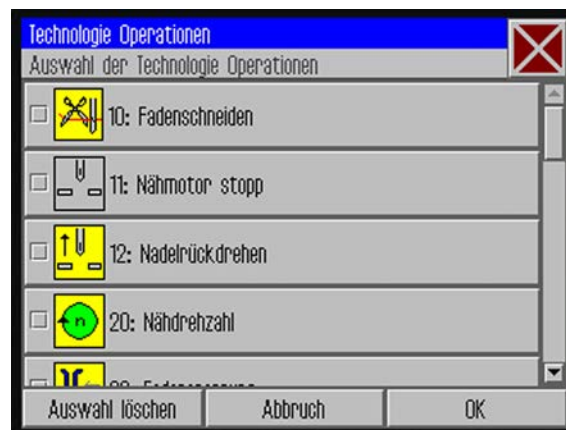 Technologie Operationen
Auswahl der Technologie Operationen
10: Fadenschneiden
11: Nähmotor stopp
12: Nadelrückdrehen
n
20: Nähdrehzahl
Auswahl löschen
Abbruch
OK